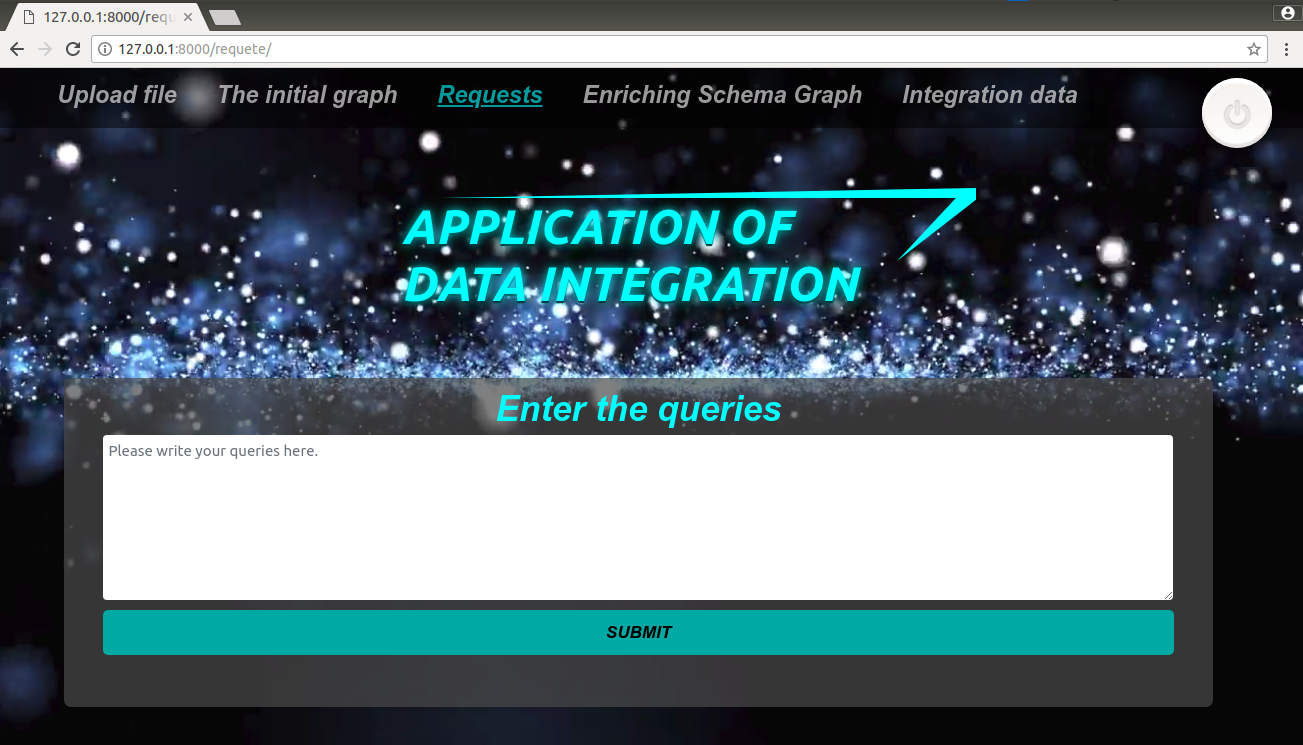 127.0.0.1:8000/requ
127.0.0.1:8000/requete/
Upload file The initial graph Requests Enriching Schema Graph Integration data
APPLICATION OF
DATA INTEGRATION
Enter the queries
Please write your queries here.
SUBMIT